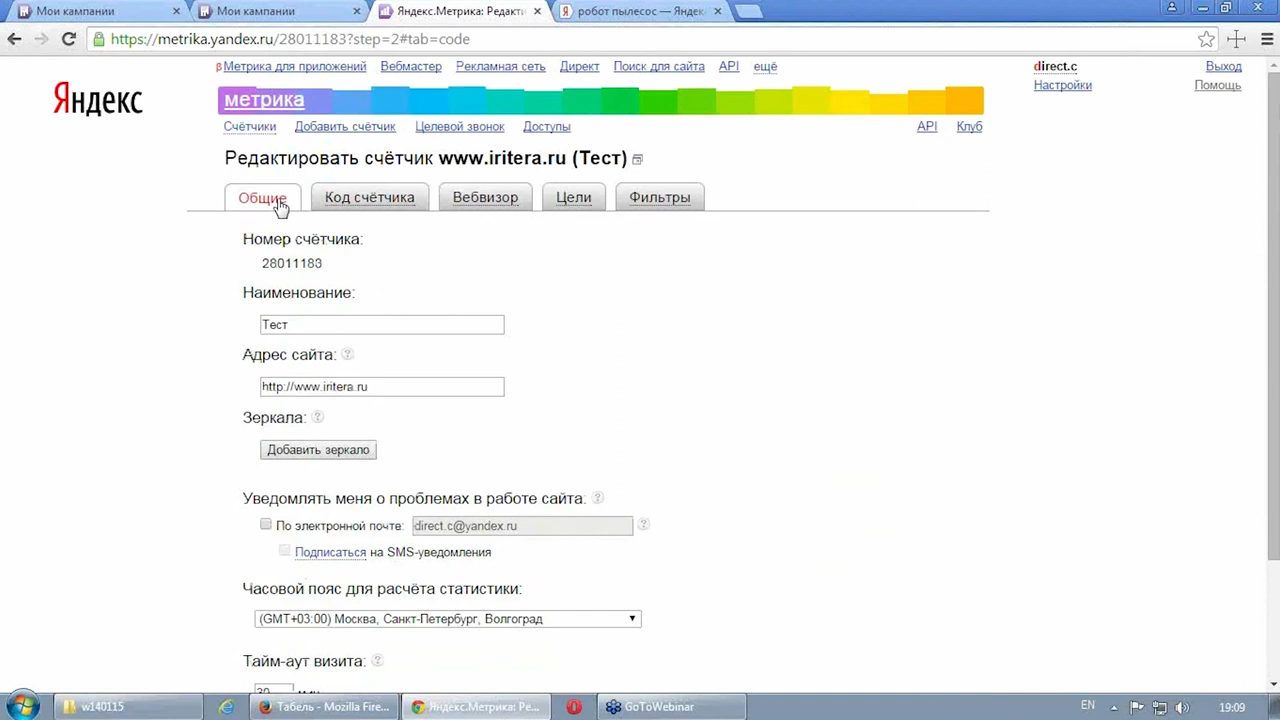 Мои кампании
Мои кампании
Яндекс.Метрика: Редакти
робот пылесос — Яндек
https://metrika.yandex.ru/28011183?step=2#tab=code
Яндекс
β Метрика для приложений Вебмастер Рекламная сеть Директ Поиск для сайта API ещё
direct.c
Выход
Настройки
Помощь
метрика
Счётчики Добавить счётчик Целевой звонок Доступы
API Клуб
Редактировать счётчик www.iritera.ru (Тест)
Общие Код счётчика Вебвизор Цели Фильтры
Номер счётчика:
28011183
Наименование:
Тест
Адрес сайта: ?
http://www.iritera.ru
Зеркала: ?
Добавить зеркало
Уведомлять меня о проблемах в работе сайта: ?
По электронной почте: direct.c@yandex.ru ?
Подписаться на SMS-уведомления
Часовой пояс для расчёта статистики:
(GMT+03:00) Москва, Санкт-Петербург, Волгоград
Тайм-аут визита: ?
w140115
Табель - Mozilla Fire...
Яндекс.Метрика: Ре...
GoToWebinar
EN
19:09